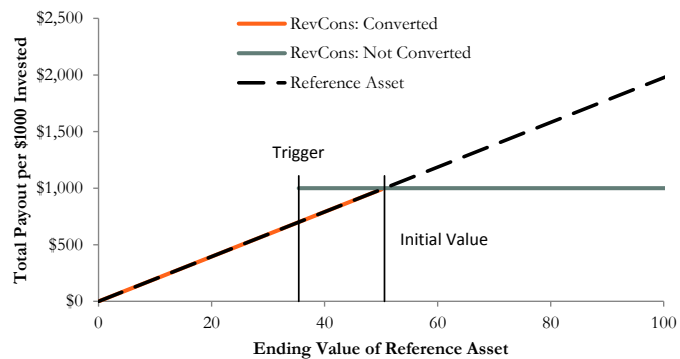 $2,500
$2,000
$1,500
$1,000
$500
$0
Total Payout per $1000 Invested
RevCons: Converted
RevCons: Not Converted
Reference Asset
Trigger
Initial Value
0
20
40
60
80
100
Ending Value of Reference Asset